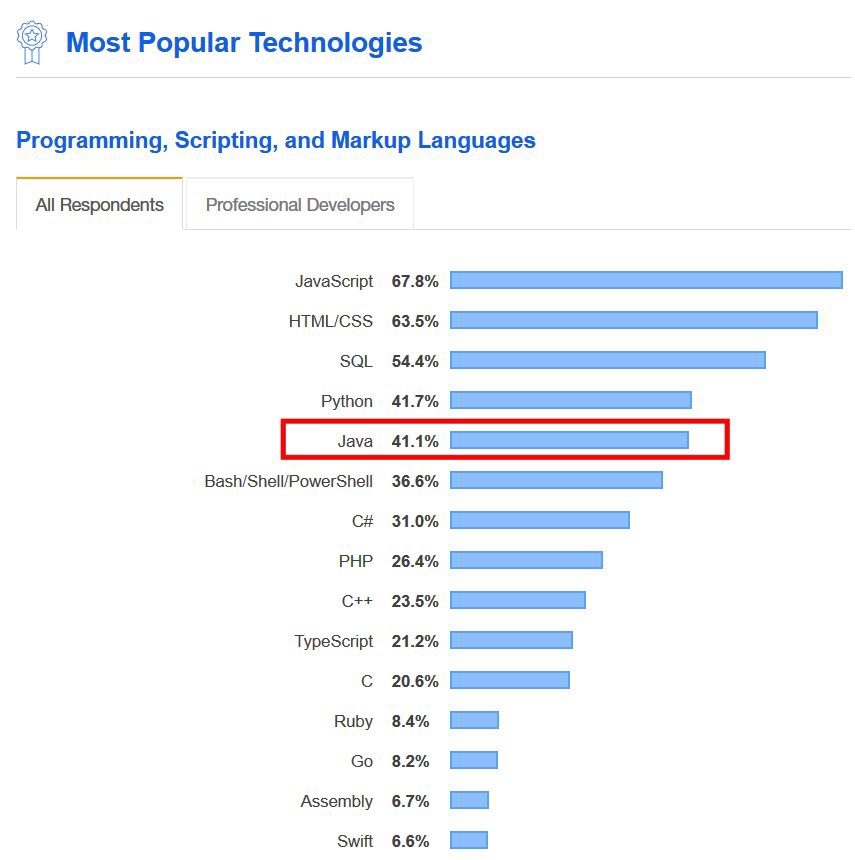 Most Popular Technologies
Programming, Scripting, and Markup Languages
All Respondents Professional Developers
JavaScript 67.8%
HTML/CSS 63.5%
SQL 54.4%
Python 41.7%
Java 41.1%
Bash/Shell/PowerShell 36.6%
C# 31.0%
PHP 26.4%
C++ 23.5%
TypeScript 21.2%
C 20.6%
Ruby 8.4%
Go 8.2%
Assembly 6.7%
Swift 6.6%